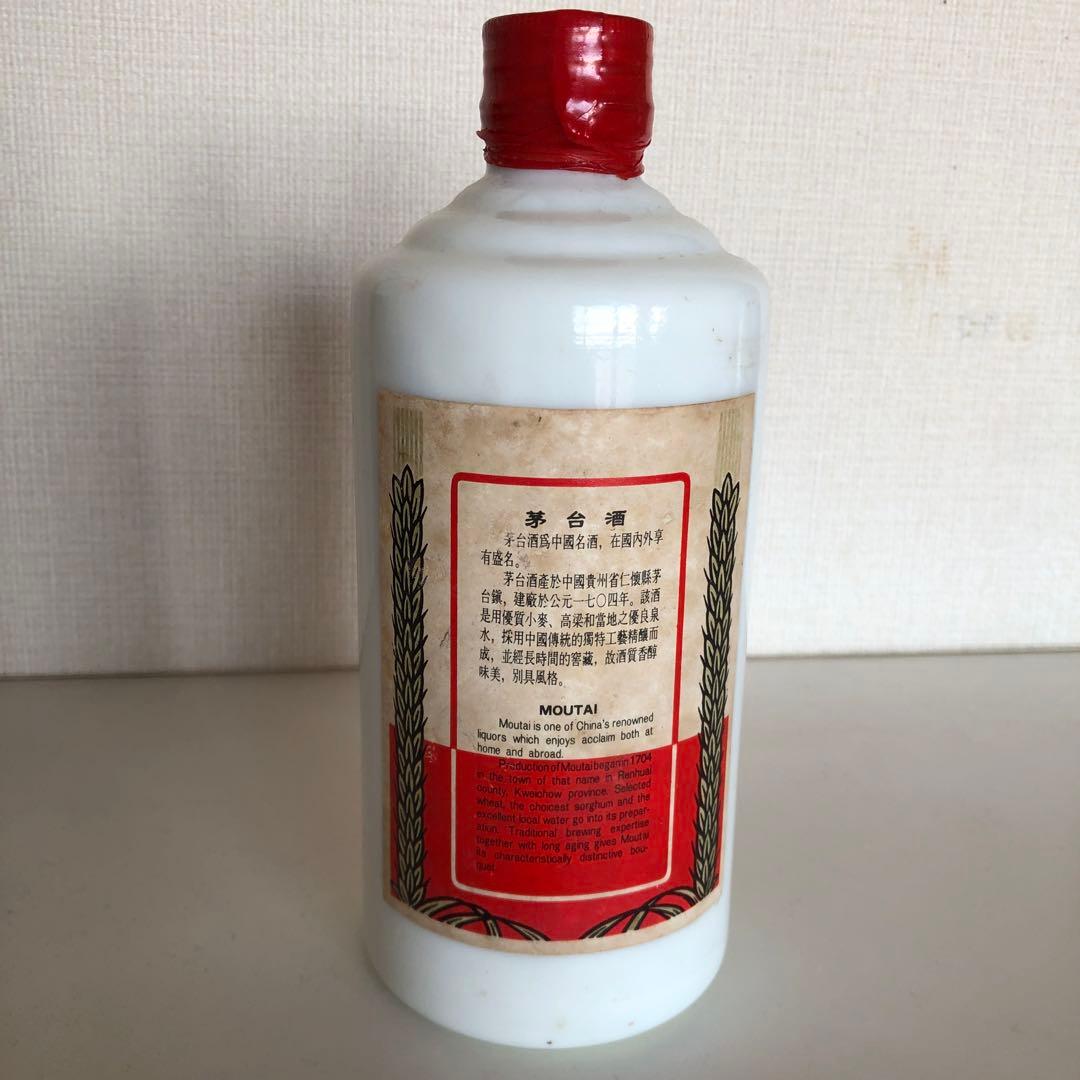 茅台酒
茅台酒爲中國名酒，在國內外享
有盛名。
茅台酒產於中國貴州省仁懷縣茅
台鎭，建廠於公元一七〇四年。該酒
是用優質小麥、高梁和當地之優良泉
水，採用中國傳統的獨特工藝精釀而
成，並經長時間的窖藏，故酒質香醇
味美，別具風格。
MOUTAI
Moutai is one of China's renowned
liquors which enjoys acclaim both at
home and abroad.
Production of Moutai began in 1704
in the town of that name in Renhuai
county, Kweichow province. Selected
wheat, the choicest sorghum and the
excellent local water go into its prepar-
ation. Traditional brewing expertise
together with long aging gives Moutai
its characteristically distinctive bou-
quet.